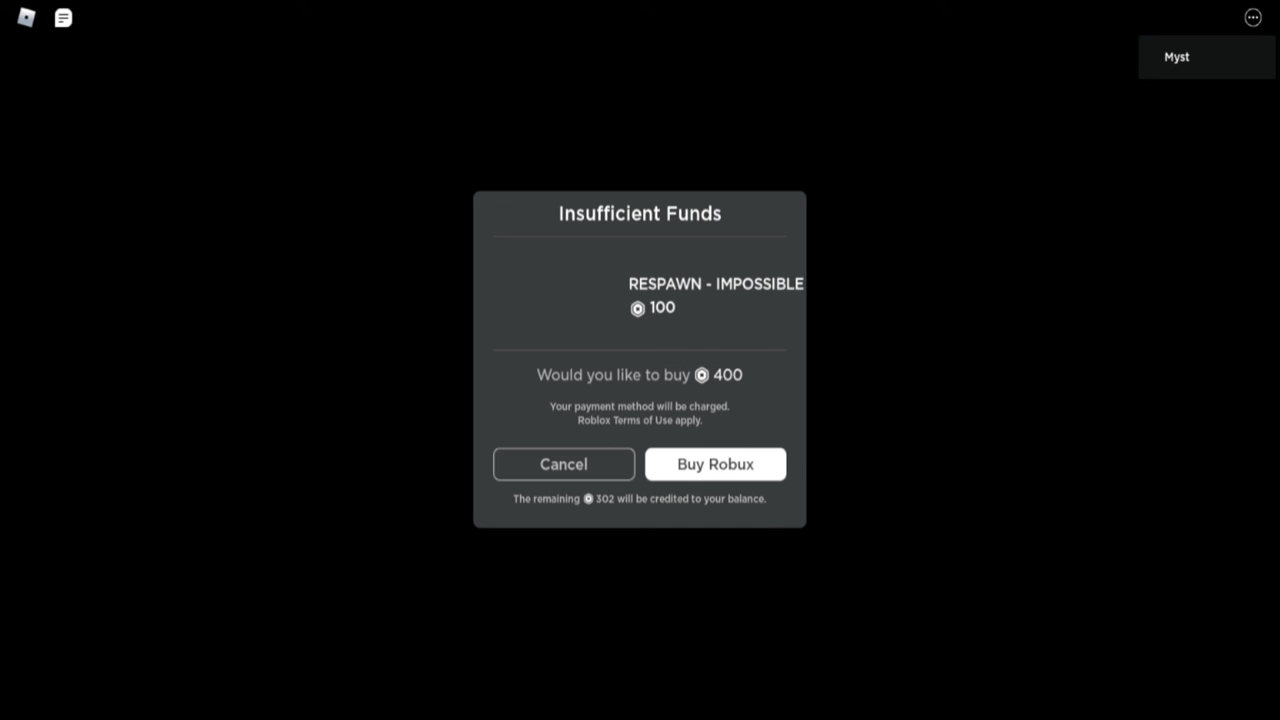 Myst
Insufficient Funds
RESPAWN - IMPOSSIBLE
100
Would you like to buy 400
Your payment method will be charged.
Roblox Terms of Use apply.
Cancel
Buy Robux
The remaining 302 will be credited to your balance.